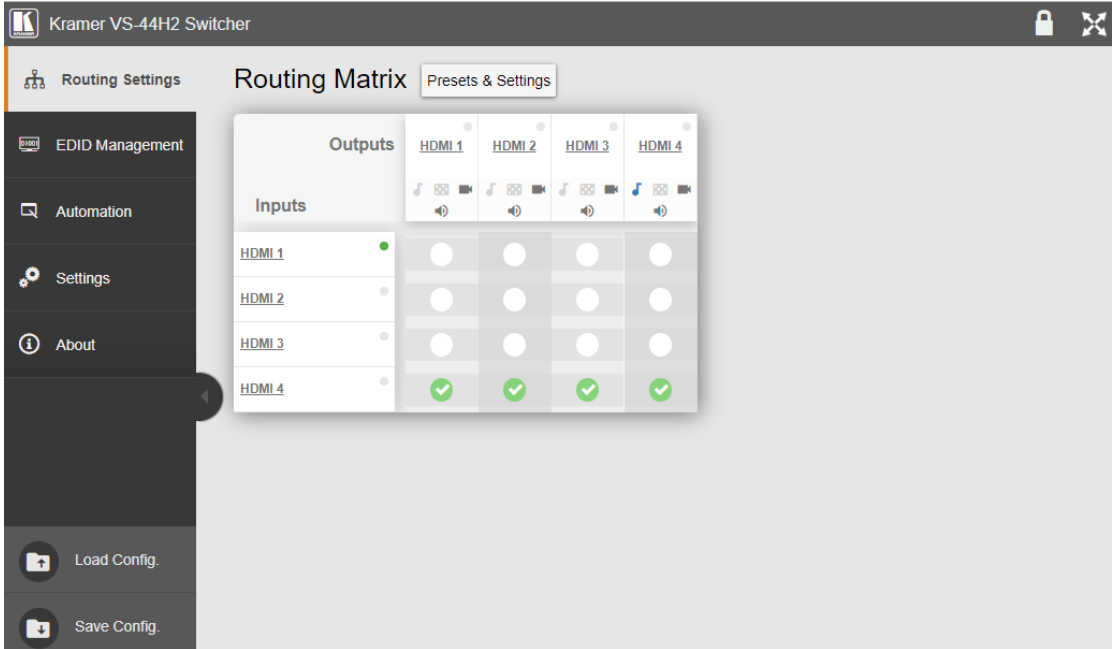 Kramer VS-44H2 Switcher
Routing Settings
EDID Management
Automation
Settings
About
Load Config.
Save Config.
Routing Matrix
Presets & Settings
Outputs
HDMI 1
HDMI 2
HDMI 3
HDMI 4
Inputs
HDMI 1
HDMI 2
HDMI 3
HDMI 4